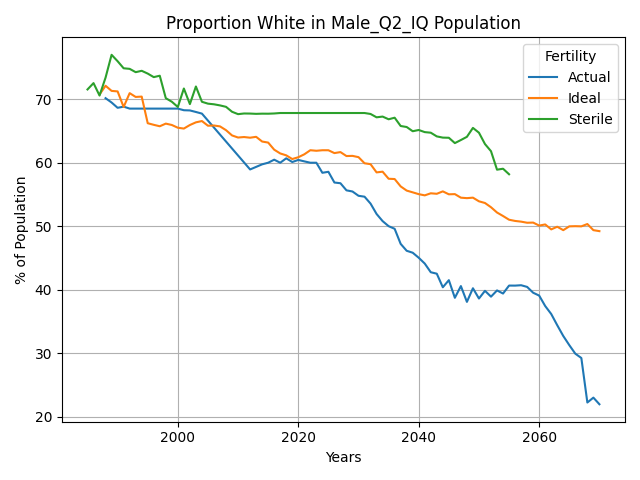 Proportion White in Male_Q2_IQ Population
Fertility
Actual
Ideal
Sterile
% of Population
70
60
50
40
30
20
2000
2020
2040
2060
Years